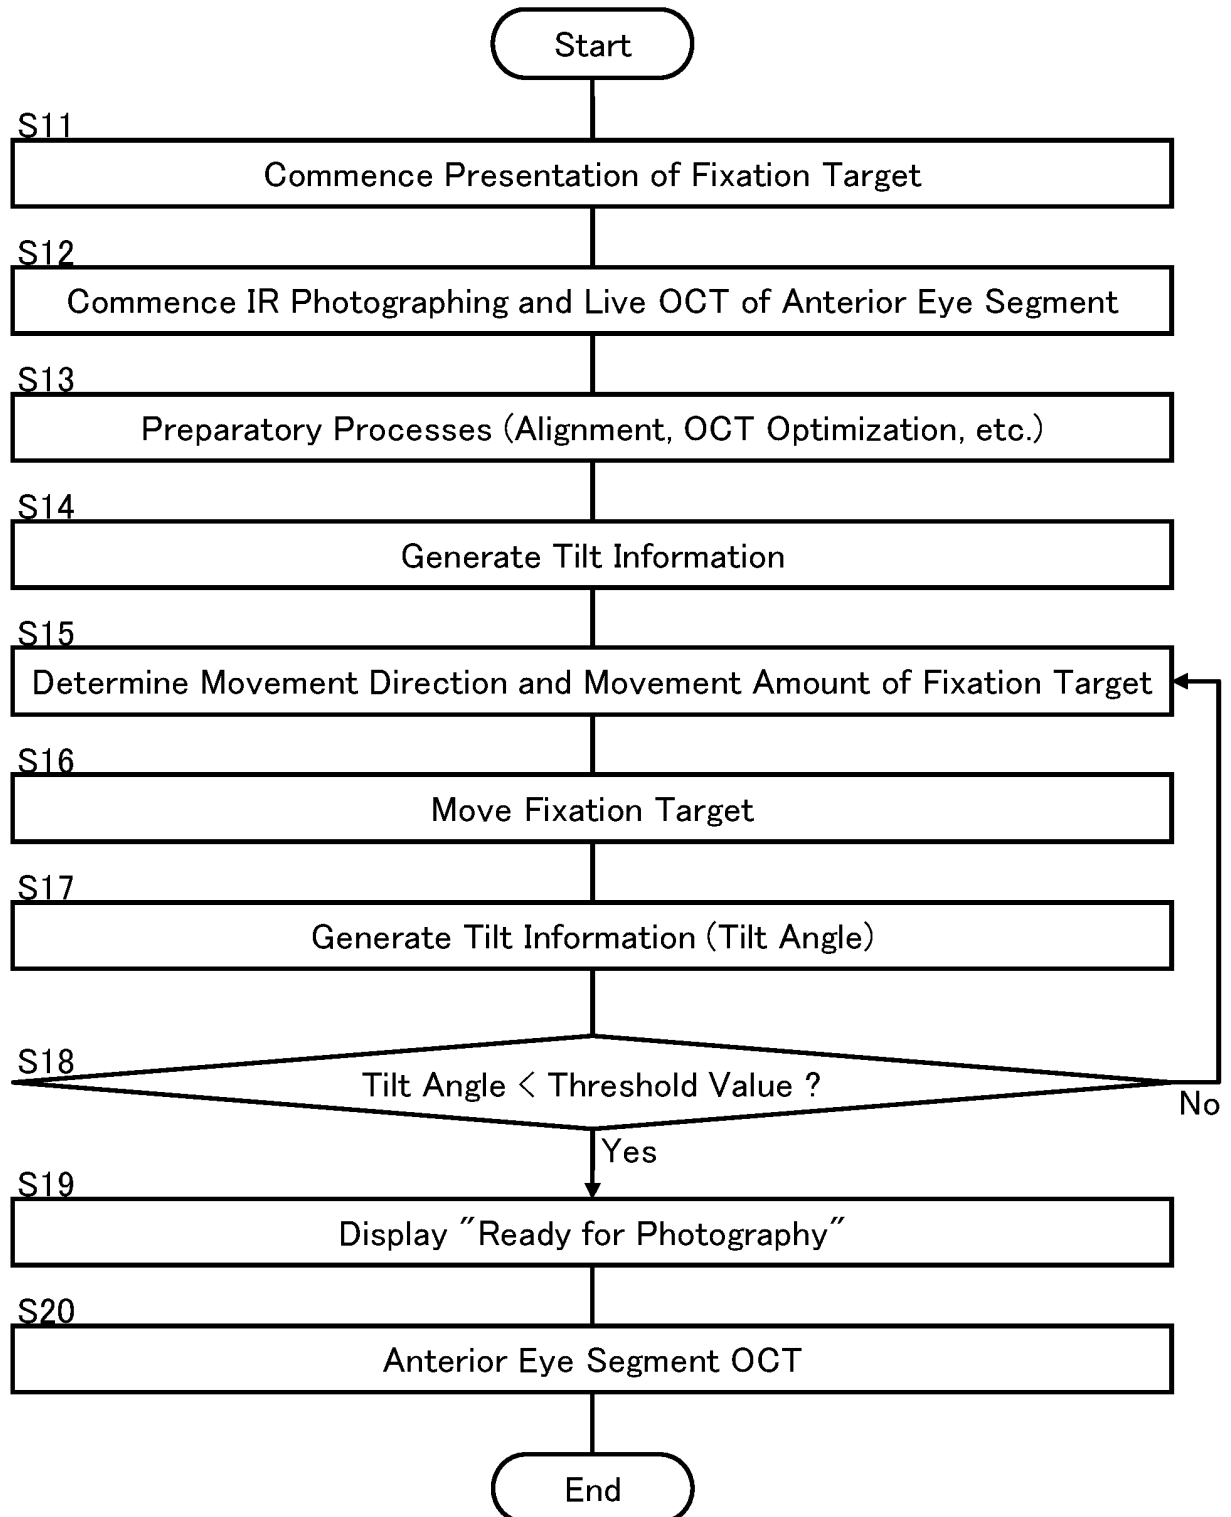 Start
S11
Commence Presentation of Fixation Target
S12
Commence IR Photographing and Live OCT of Anterior Eye Segment
S13
Preparatory Processes (Alignment, OCT Optimization, etc.)
S14
Generate Tilt Information
S15
Determine Movement Direction and Movement Amount of Fixation Target
S16
Move Fixation Target
S17
Generate Tilt Information (Tilt Angle)
S18
Tilt Angle < Threshold Value ?
No
Yes
S19
Display "Ready for Photography"
S20
Anterior Eye Segment OCT
End